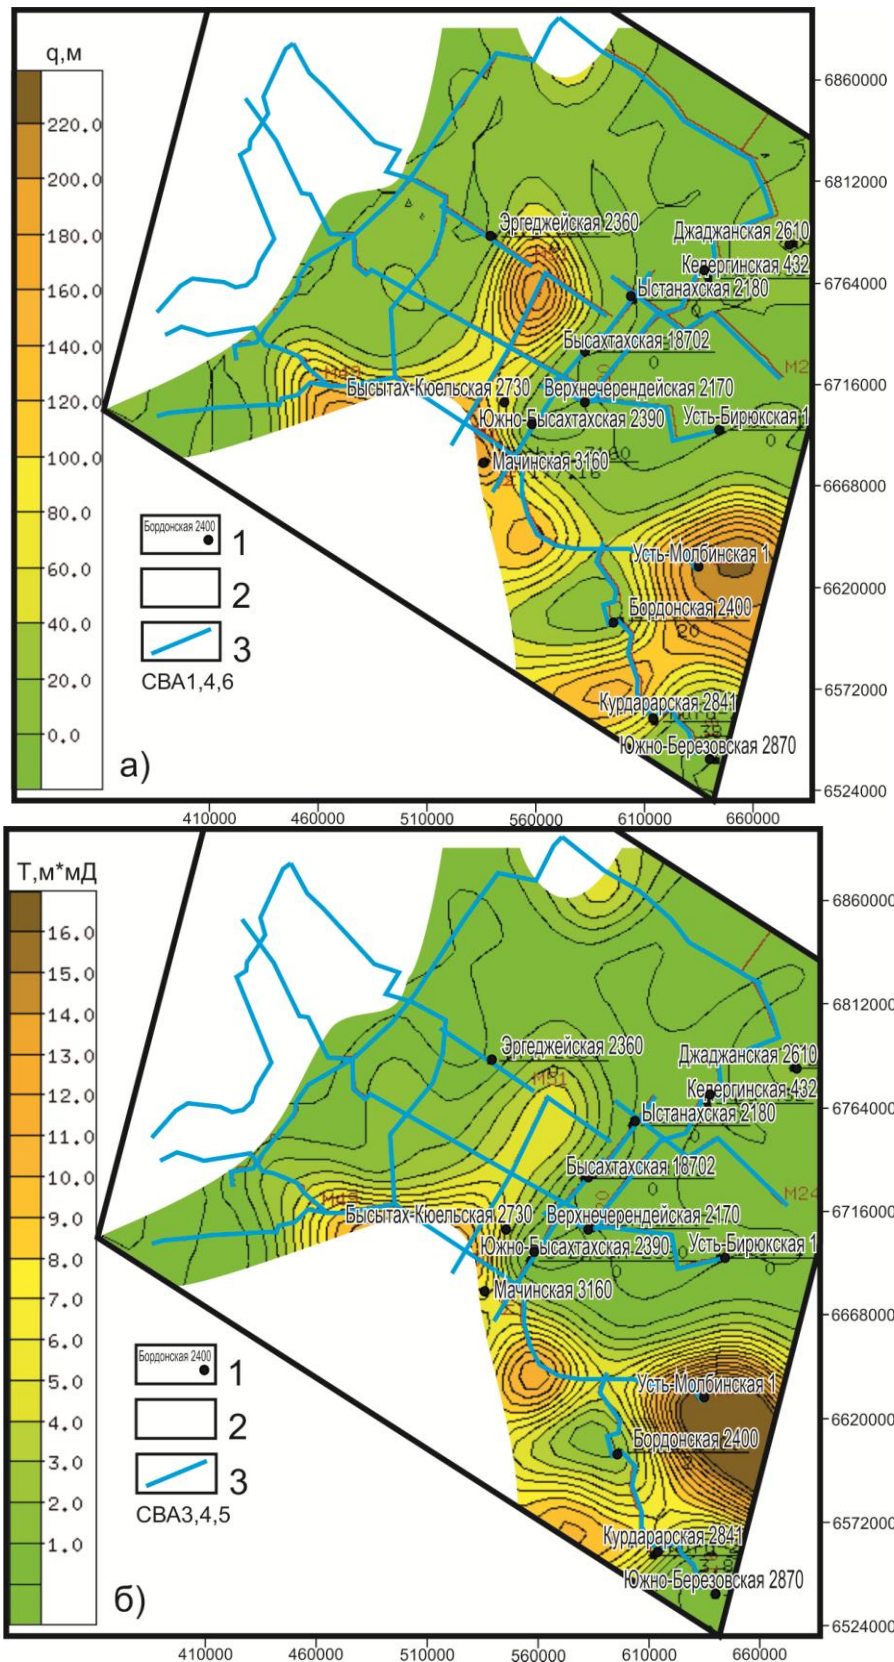 q,м
220.0
200.0
180.0
160.0
140.0
120.0
100.0
80.0
60.0
40.0
20.0
0.0
6860000
6812000
6764000
6716000
6668000
6620000
6572000
6524000
Эргеджейская 2360
Джаджанская 2610
Келергинская 432
Ыстанахская 2180
Бысахтахская 18702
M2
M49
Бысытах-Кюельская 2730
Верхнечерендейская 2170
Южно-Бысахтахская 2390
Усть-Бирюкская 1
Мачинская 3160
Усть-Молбинская 1
Бордонская 2400
20
Курдарарская 2841
Южно-Березовская 2870
Бордонская 2400
1
2
3
СВА1,4,6
а)
410000 460000 510000 560000 610000 660000
Т,м*мД
16.0
15.0
14.0
13.0
12.0
11.0
10.0
9.0
8.0
7.0
6.0
5.0
4.0
3.0
2.0
1.0
6860000
6812000
6764000
6716000
6668000
6620000
6572000
6524000
Эргеджейская 2360
M51
Джаджанская 2610
Келергинская 432
Ыстанахская 2180
Бысахтахская 18702
M24
M49
Бысытах-Кюельская 2730
Верхнечерендейская 2170
Южно-Бысахтахская 2390
Усть-Бирюкская 1
Мачинская 3160
Усть-Молбинская 1
Бордонская 2400
Курдарарская 2841
Южно-Березовская 2870
Бордонская 2400
1
2
3
СВА3,4,5
б)
410000 460000 510000 560000 610000 660000